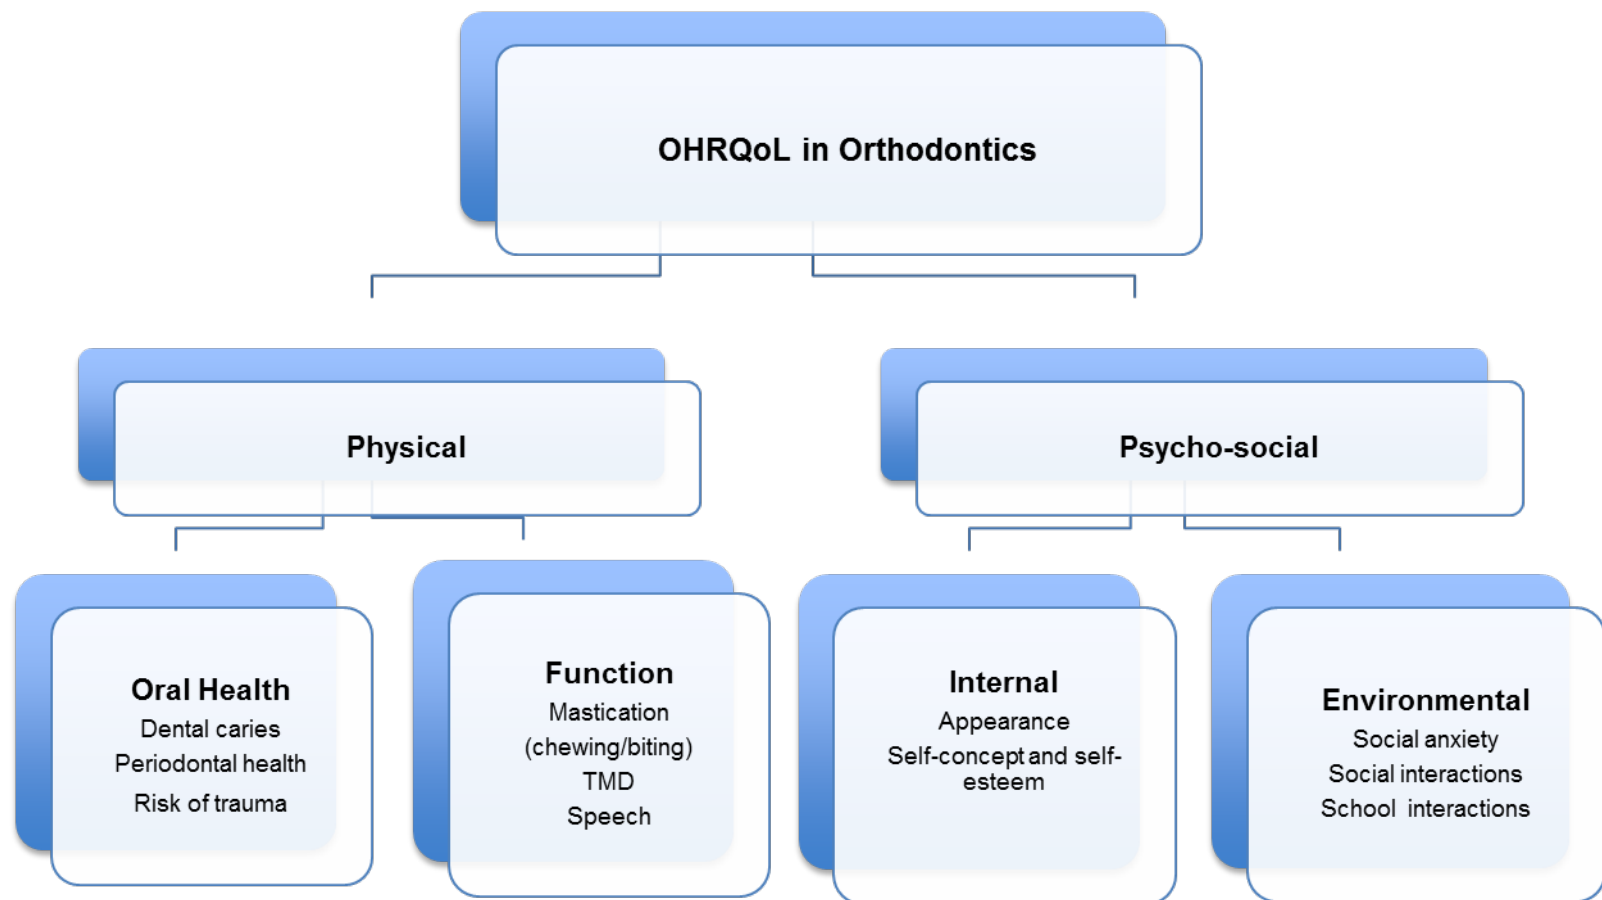 OHRQoL in Orthodontics
Physical
Psycho-social
Oral Health
Dental caries
Periodontal health
Risk of trauma
Function
Mastication
(chewing/biting)
TMD
Speech
Internal
Appearance
Self-concept and self-
esteem
Environmental
Social anxiety
Social interactions
School interactions